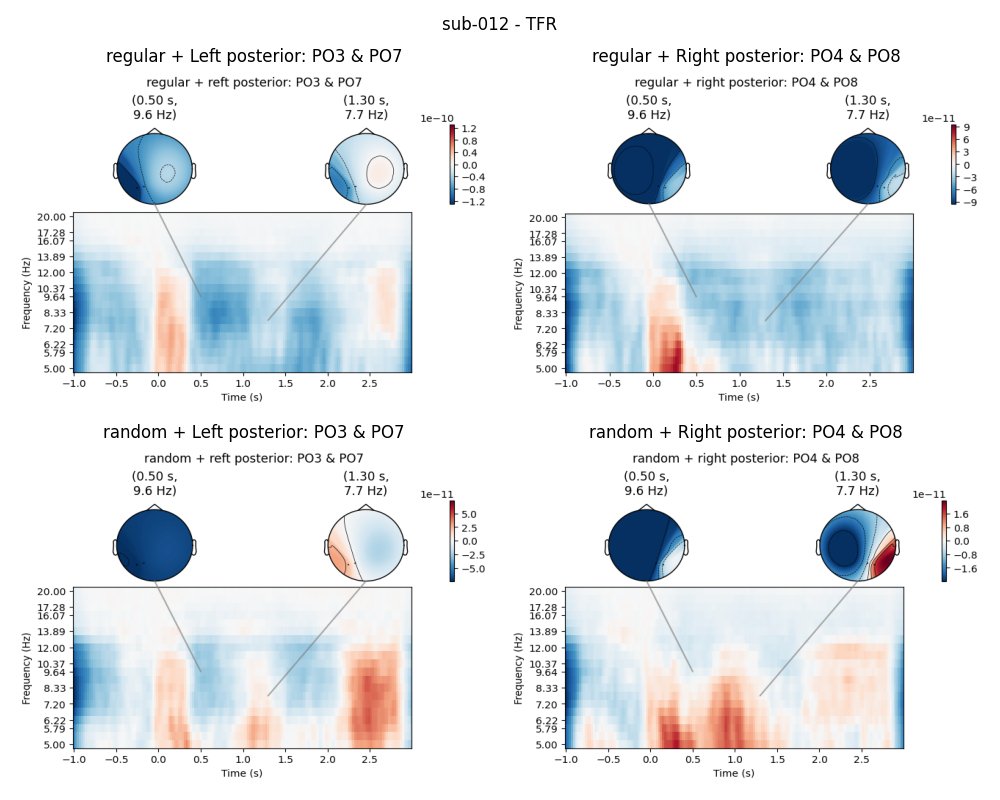 sub-012 - TFR
regular + Left posterior: PO3 & PO7
regular + reft posterior: PO3 & PO7
(0.50 s,
9.6 Hz)
(1.30 s,
7.7 Hz)
1e−10
1.2
0.8
0.4
0.0
−0.4
−0.8
−1.2
Frequency (Hz)
20.00
17.28
16.07
13.89
12.00
10.37
9.64
8.33
7.20
6.22
5.79
5.00
−1.0 −0.5 0.0 0.5 1.0 1.5 2.0 2.5
Time (s)
regular + Right posterior: PO4 & PO8
regular + right posterior: PO4 & PO8
(0.50 s,
9.6 Hz)
(1.30 s,
7.7 Hz)
1e−11
9
6
3
0
−3
−6
−9
Frequency (Hz)
20.00
17.28
16.07
13.89
12.00
10.37
9.64
8.33
7.20
6.22
5.79
5.00
−1.0 −0.5 0.0 0.5 1.0 1.5 2.0 2.5
Time (s)
random + Left posterior: PO3 & PO7
random + reft posterior: PO3 & PO7
(0.50 s,
9.6 Hz)
(1.30 s,
7.7 Hz)
1e−11
5.0
2.5
0.0
−2.5
−5.0
Frequency (Hz)
20.00
17.28
16.07
13.89
12.00
10.37
9.64
8.33
7.20
6.22
5.79
5.00
−1.0 −0.5 0.0 0.5 1.0 1.5 2.0 2.5
Time (s)
random + Right posterior: PO4 & PO8
random + right posterior: PO4 & PO8
(0.50 s,
9.6 Hz)
(1.30 s,
7.7 Hz)
1e−11
1.6
0.8
0.0
−0.8
−1.6
Frequency (Hz)
20.00
17.28
16.07
13.89
12.00
10.37
9.64
8.33
7.20
6.22
5.79
5.00
−1.0 −0.5 0.0 0.5 1.0 1.5 2.0 2.5
Time (s)